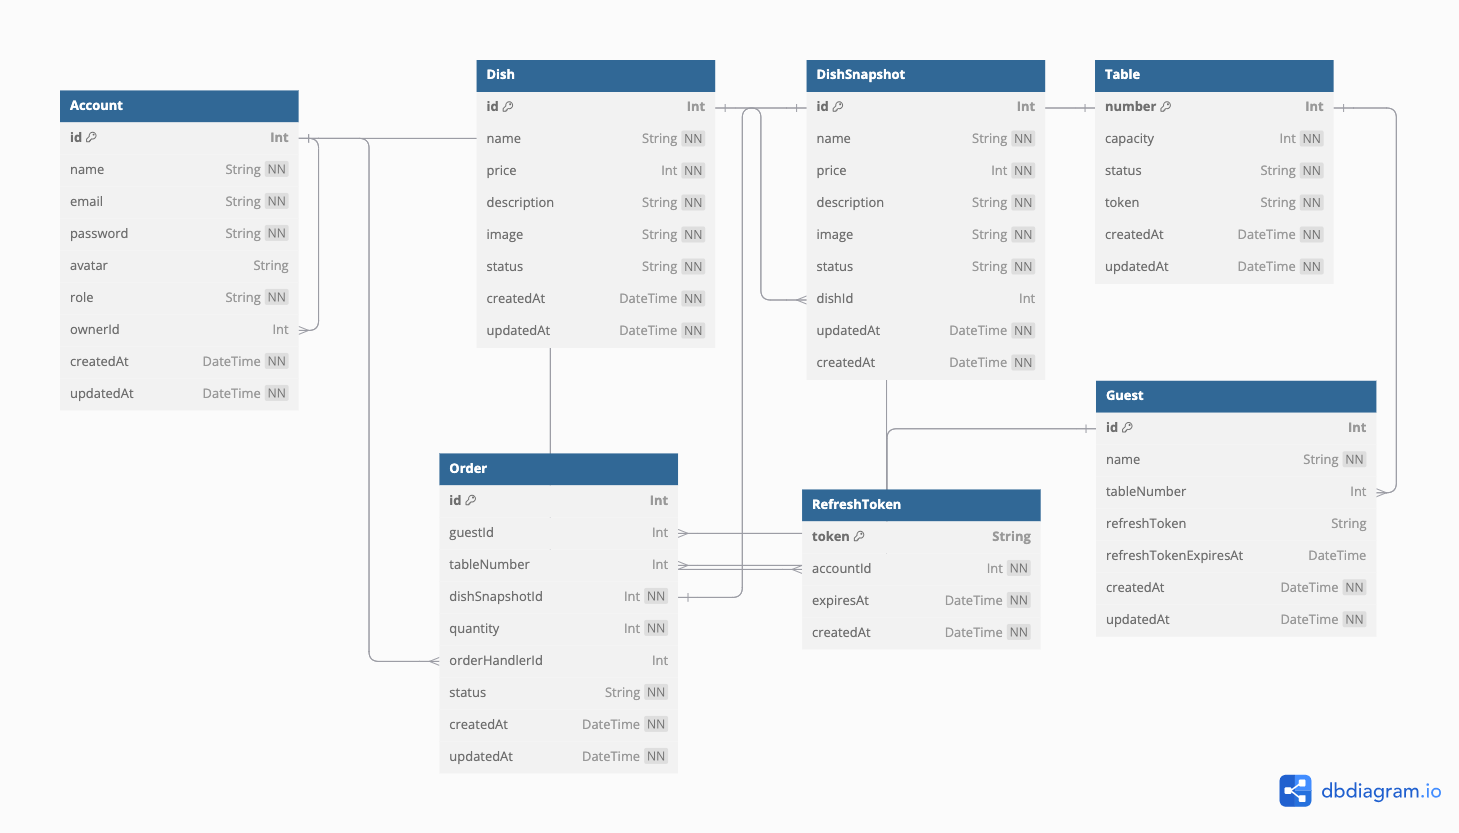 Account
id Int
name String NN
email String NN
password String NN
avatar String
role String NN
ownerId Int
createdAt DateTime NN
updatedAt DateTime NN
Dish
id Int
name String NN
price Int NN
description String NN
image String NN
status String NN
createdAt DateTime NN
updatedAt DateTime NN
DishSnapshot
id Int
name String NN
price Int NN
description String NN
image String NN
status String NN
dishId Int
updatedAt DateTime NN
createdAt DateTime NN
Table
number Int
capacity Int NN
status String NN
token String NN
createdAt DateTime NN
updatedAt DateTime NN
Guest
id Int
name String NN
tableNumber Int
refreshToken String
refreshTokenExpiresAt DateTime
createdAt DateTime NN
updatedAt DateTime NN
Order
id Int
guestId Int
tableNumber Int
dishSnapshotId Int NN
quantity Int NN
orderHandlerId Int
status String NN
createdAt DateTime NN
updatedAt DateTime NN
RefreshToken
token String
accountId Int NN
expiresAt DateTime NN
createdAt DateTime NN
dbdiagram.io